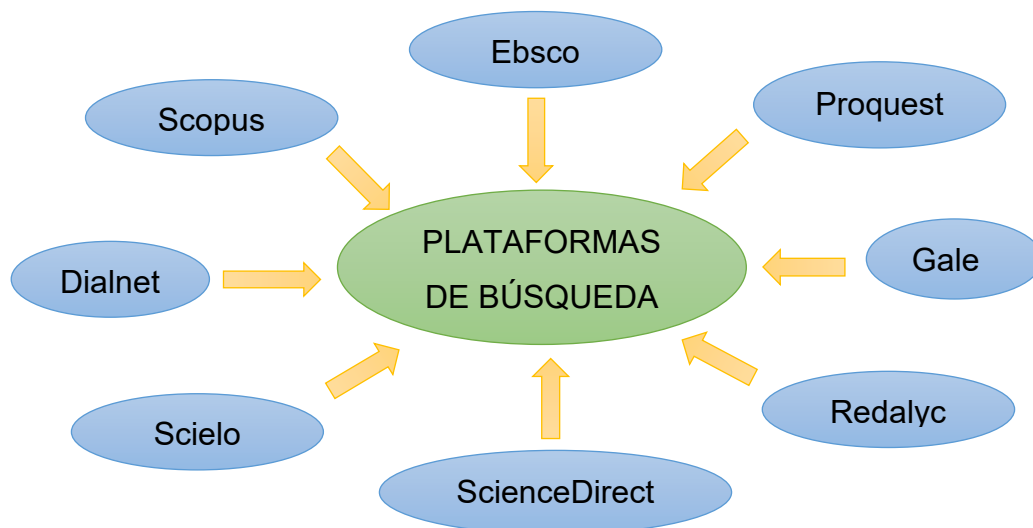 Ebsco
Scopus
Proquest
PLATAFORMAS
DE BÚSQUEDA
Dialnet
Gale
Scielo
Redalyc
ScienceDirect